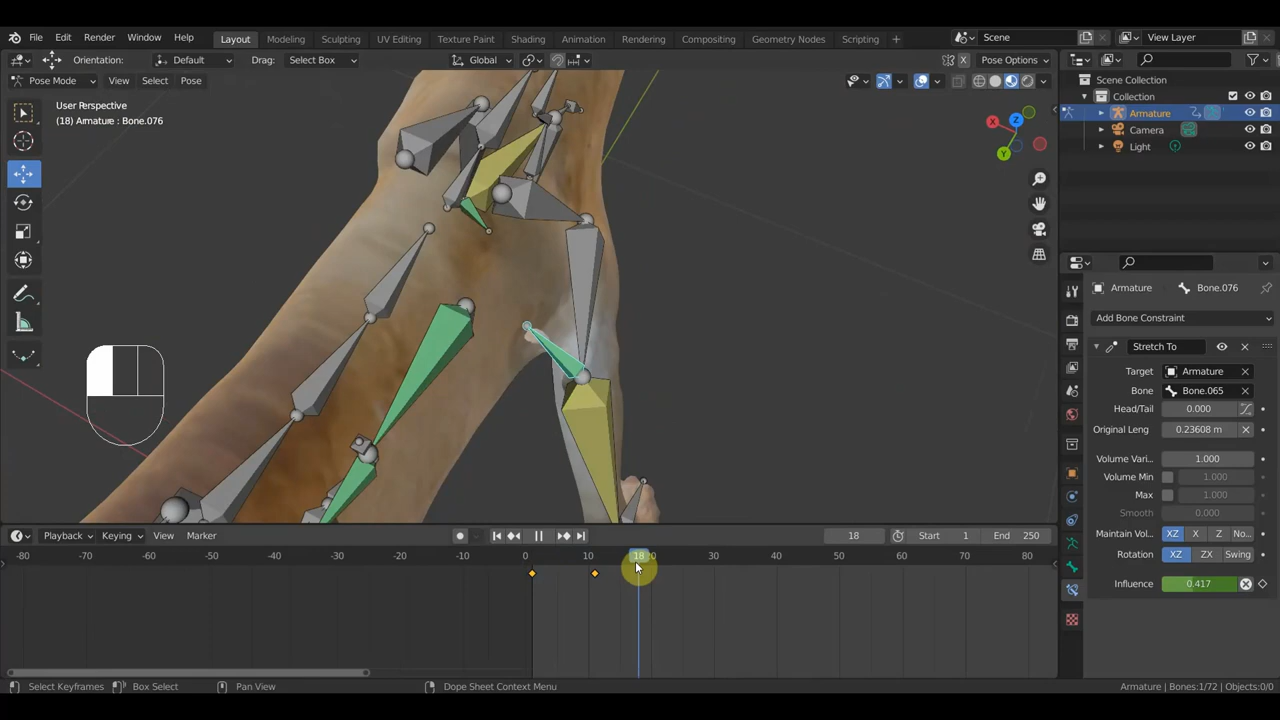 File Edit Render Window Help Layout Modeling Sculpting UV Editing Texture Paint Shading Animation Rendering Compositing Geometry Nodes Scripting + Scene View Layer
Orientation: Default Drag: Select Box Global X Pose Options
Pose Mode View Select Pose
Scene Collection
Collection
Armature
Camera
Light
User Perspective
(18) Armature : Bone.076
X Z Y
Armature Bone.076
Add Bone Constraint
Stretch To
Target Armature
Bone Bone.065
Head/Tail 0.000
Original Leng 0.23608 m
Volume Vari... 1.000
Volume Min 1.000
Max 1.000
Smooth 0.000
Maintain Vol... XZ X Z No...
Rotation XZ ZX Swing
Influence 0.417
Playback Keying View Marker 18 Start 1 End 250
-80 -70 -60 -50 -40 -30 -20 -10 0 10 18 30 40 50 60 70 80
Select Keyframes Box Select Pan View Dope Sheet Context Menu Armature | Bones:1/72 | Objects:0/0